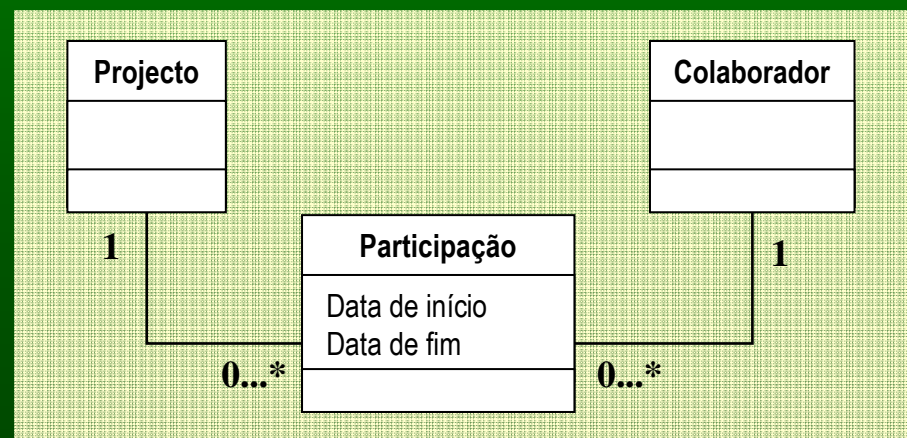 Projecto
Colaborador
1
Participação
1
Data de início
Data de fim
0...*
0...*